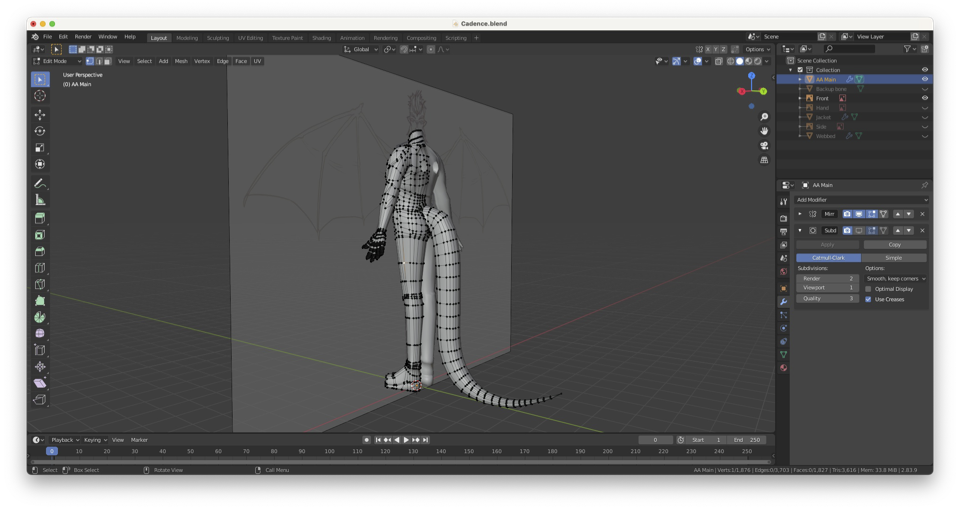 Cadence.blend
File Edit Render Window Help Layout Modeling Sculpting UV Editing Texture Paint Shading Animation Rendering Compositing Scripting + Scene View Layer
Global X Y Z Options
Edit Mode View Select Add Mesh Vertex Edge Face UV
User Perspective
(0) AA Main
Z
X
Y
Scene Collection
Collection
AA Main
Backup bone
Front
Hand
Jacket
Side
Webbed
AA Main
Add Modifier
Mirr
Subd
Apply Copy
Catmull Clark Simple
Subdivisions: Options:
Render 2 Smooth, keep corners
Viewport 1 Optimal Display
Quality 3 Use Creases
Playback Keying View Marker 0 Start 1 End 250
0 10 20 30 40 50 60 70 80 90 100 110 120 130 140 150 160 170 180 190 200 210 220 230 240 250
Select Box Select Rotate View Call Menu AA Main | Verts:1/1,876 | Edges:0/3,703 | Faces:0/1,827 | Tris:3,616 | Mem: 33.8 MiB | 2.83.9